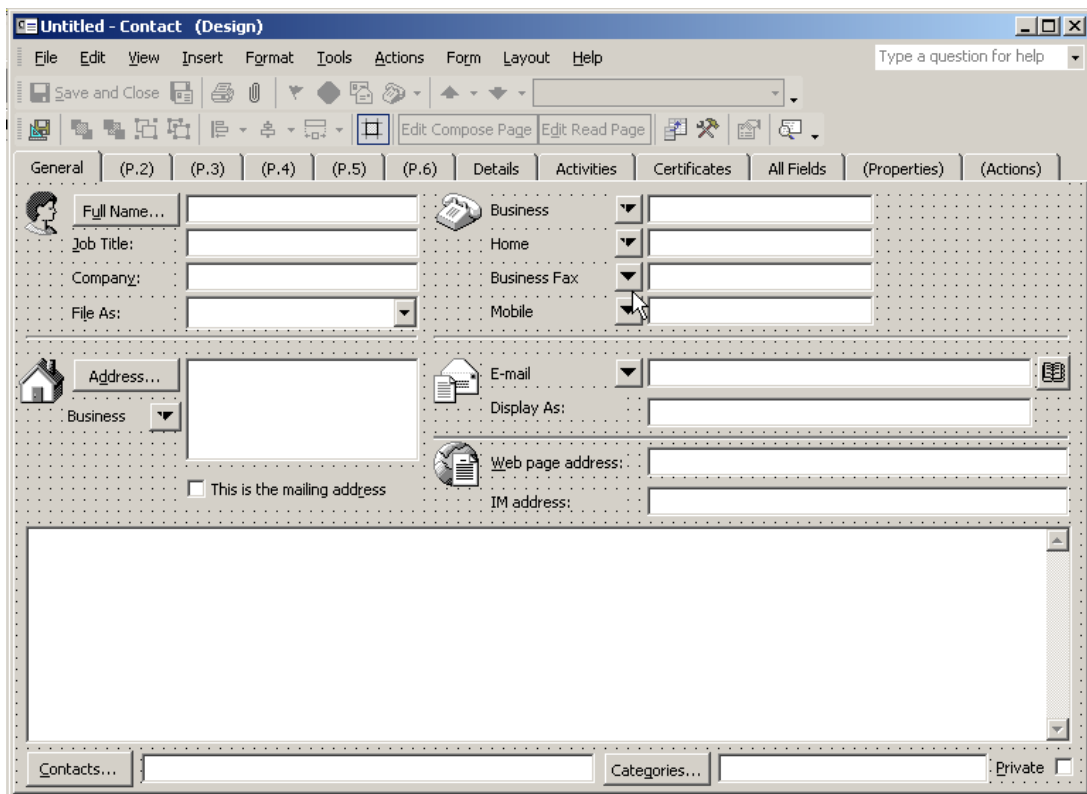 Untitled - Contact (Design)
File Edit View Insert Format Tools Actions Form Layout Help Type a question for help
Save and Close
Edit Compose Page Edit Read Page
General (P.2) (P.3) (P.4) (P.5) (P.6) Details Activities Certificates All Fields (Properties) (Actions)
Full Name... Business
Job Title: Home
Company: Business Fax
File As: Mobile
Address... E-mail
Business Display As:
Web page address:
This is the mailing address
IM address:
Contacts... Categories... Private